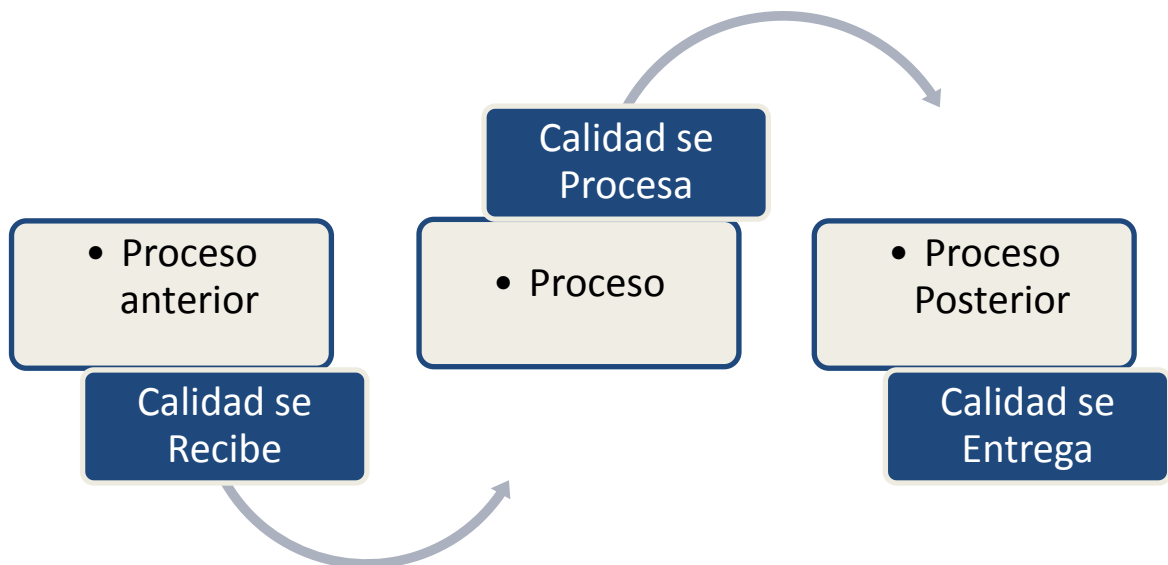 • Proceso
anterior
Calidad se
Recibe
Calidad se
Procesa
• Proceso
• Proceso
Posterior
Calidad se
Entrega